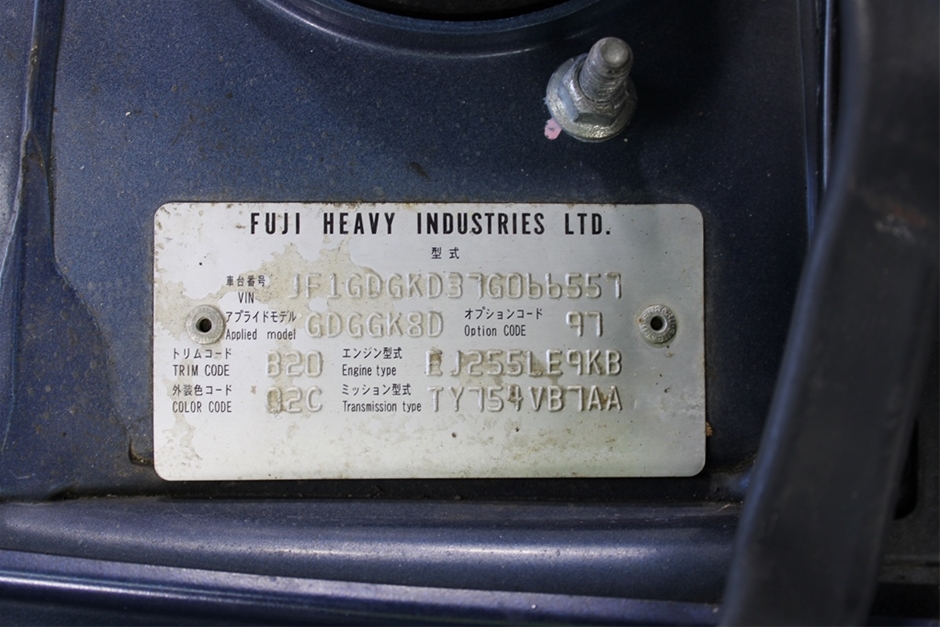 FUJI HEAVY INDUSTRIES LTD.
型式
車台番号 VIN JF1GDGKD37G066557
アプライドモデル Applied model GDGGK8D オプションコード Option CODE 97
トリムコード TRIM CODE B20 エンジン型式 Engine type EJ255LE9KB
外装色コード COLOR CODE 02C ミッション型式 Transmission type TY754VB7AA